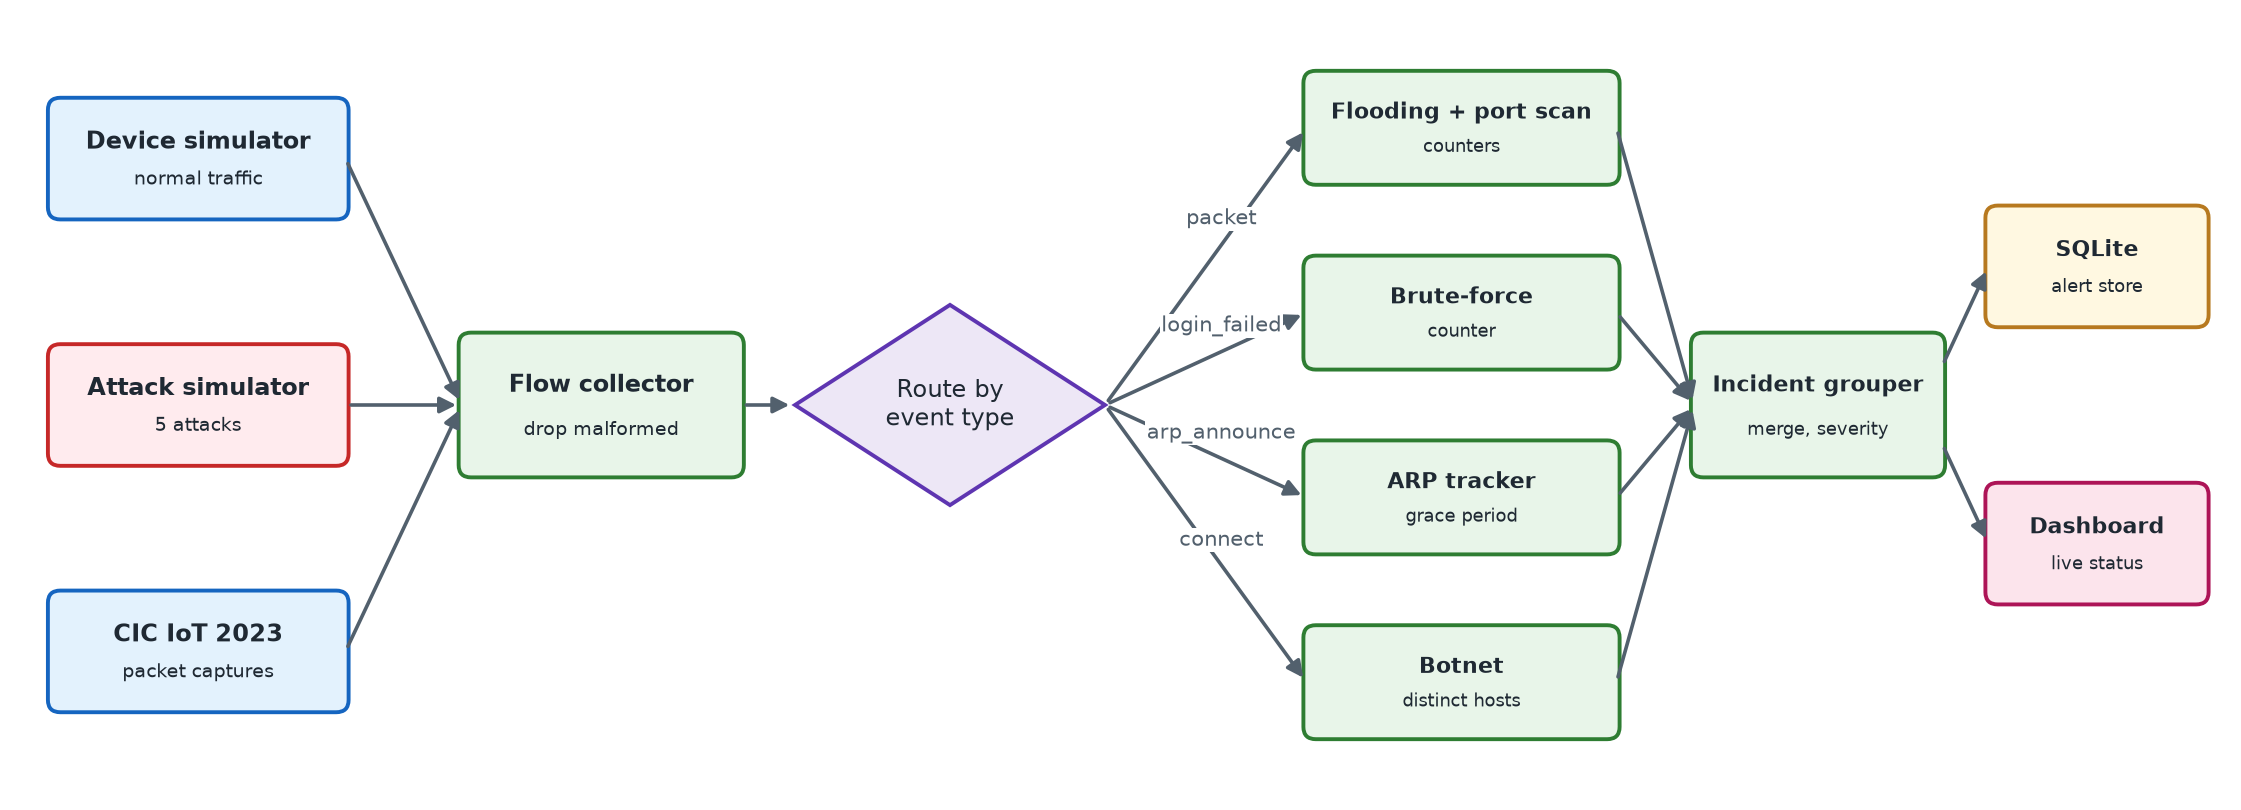 Device simulator
normal traffic
Attack simulator
5 attacks
CIC IoT 2023
packet captures
Flow collector
drop malformed
Route by
event type
packet
login_failed
arp_announce
connect
Flooding + port scan
counters
Brute-force
counter
ARP tracker
grace period
Botnet
distinct hosts
Incident grouper
merge, severity
SQLite
alert store
Dashboard
live status